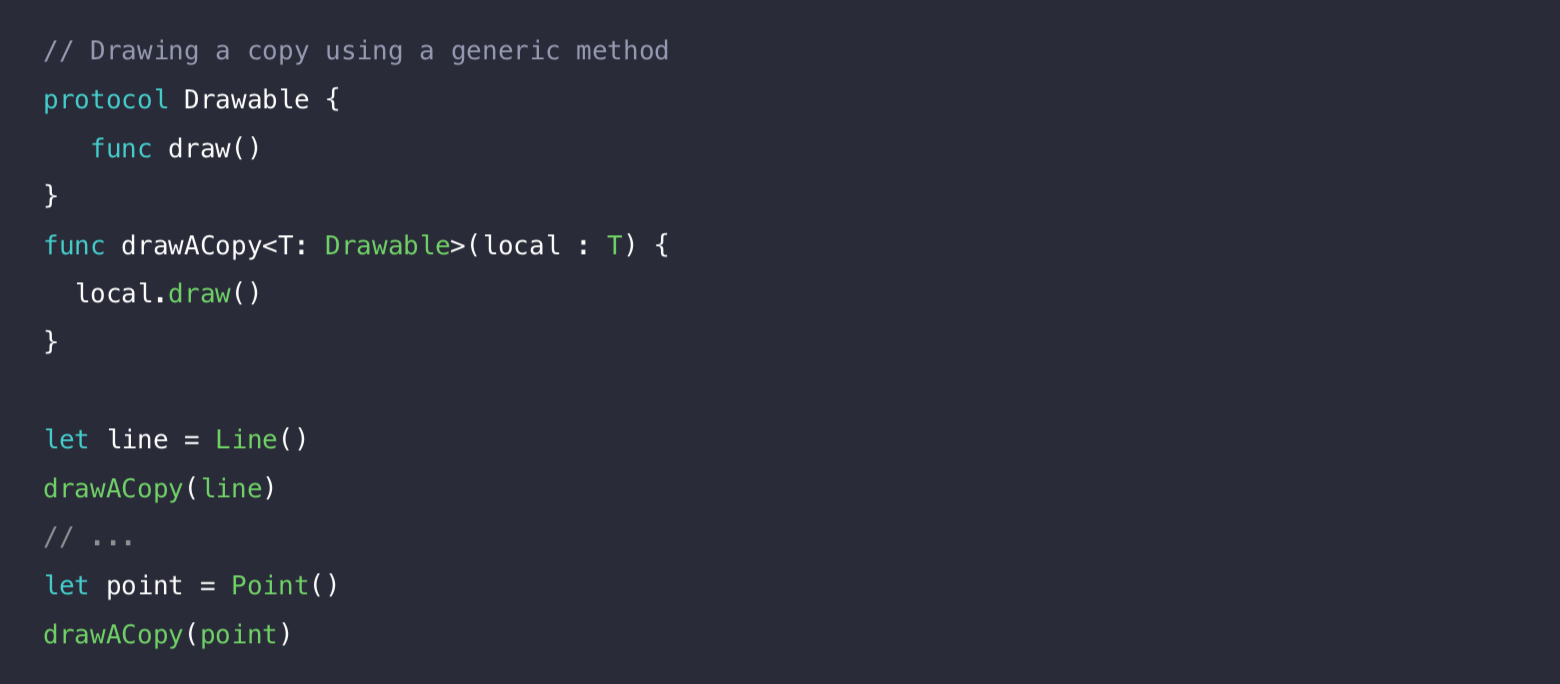 // Drawing a copy using a generic method
protocol Drawable {
   func draw()
}
func drawACopy<T: Drawable>(local : T) {
  local.draw()
}

let line = Line()
drawACopy(line)
// ...
let point = Point()
drawACopy(point)